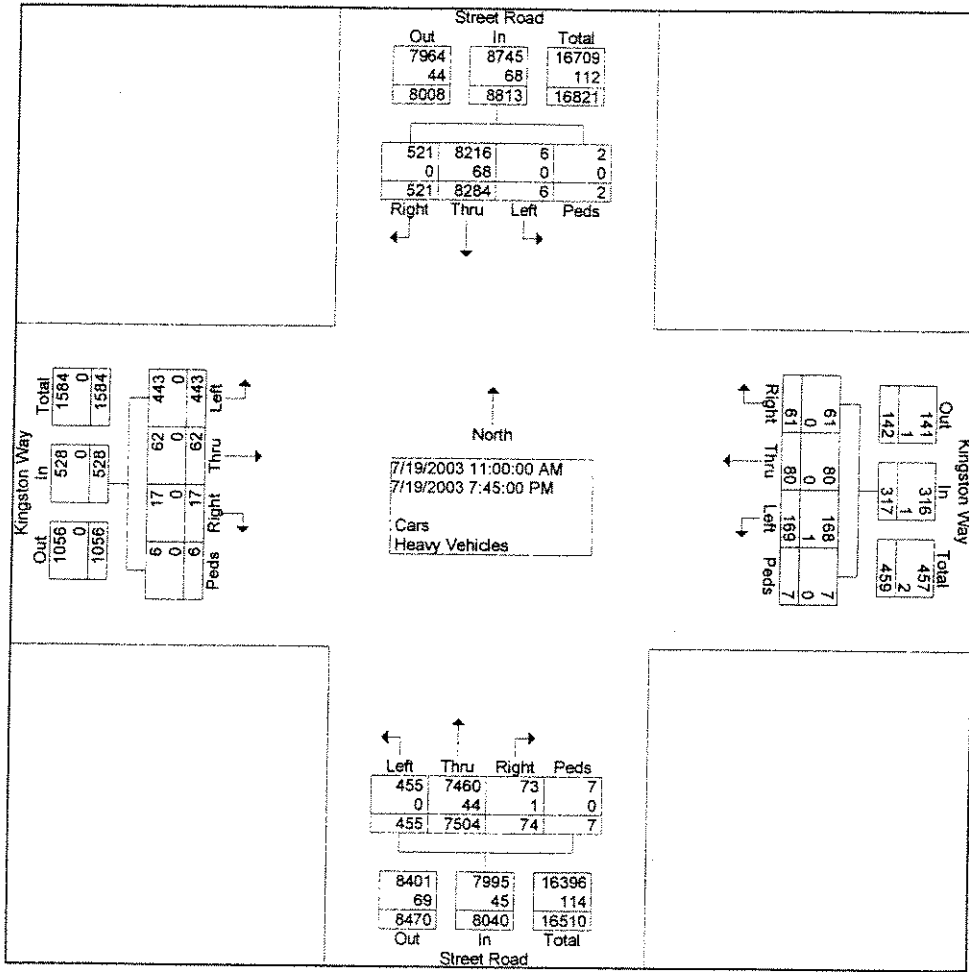 Street Road
Out In Total
7964 8745 16709
44 68 112
8008 8813 16821
521 8216 6 2
0 68 0 0
521 8284 6 2
Right Thru Left Peds
Kingston Way
Total In Out
1584 528 1056
0 0 0
1584 528 1056
Left Thru Right Peds
443 62 17 6
0 0 0 0
443 62 17 6
North
7/19/2003 11:00:00 AM
7/19/2003 7:45:00 PM
Cars
Heavy Vehicles
Right Thru Left Peds
61 80 168 7
0 0 1 0
61 80 169 7
Kingston Way
Out In Total
141 316 457
1 1 2
142 317 459
Left Thru Right Peds
455 7460 73 7
0 44 1 0
455 7504 74 7
8401 7995 16396
69 45 114
8470 8040 16510
Out In Total
Street Road